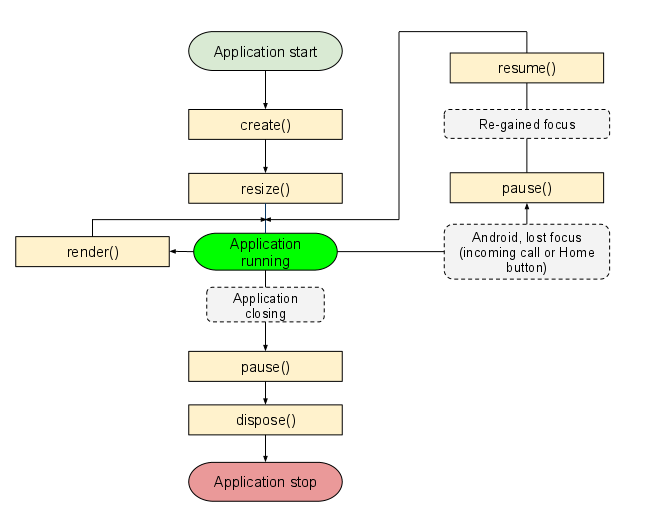 Application start
resume()
create()
Re-gained focus
resize()
pause()
render()
Application
running
Android, lost focus
(incoming call or Home
button)
Application
closing
pause()
dispose()
Application stop